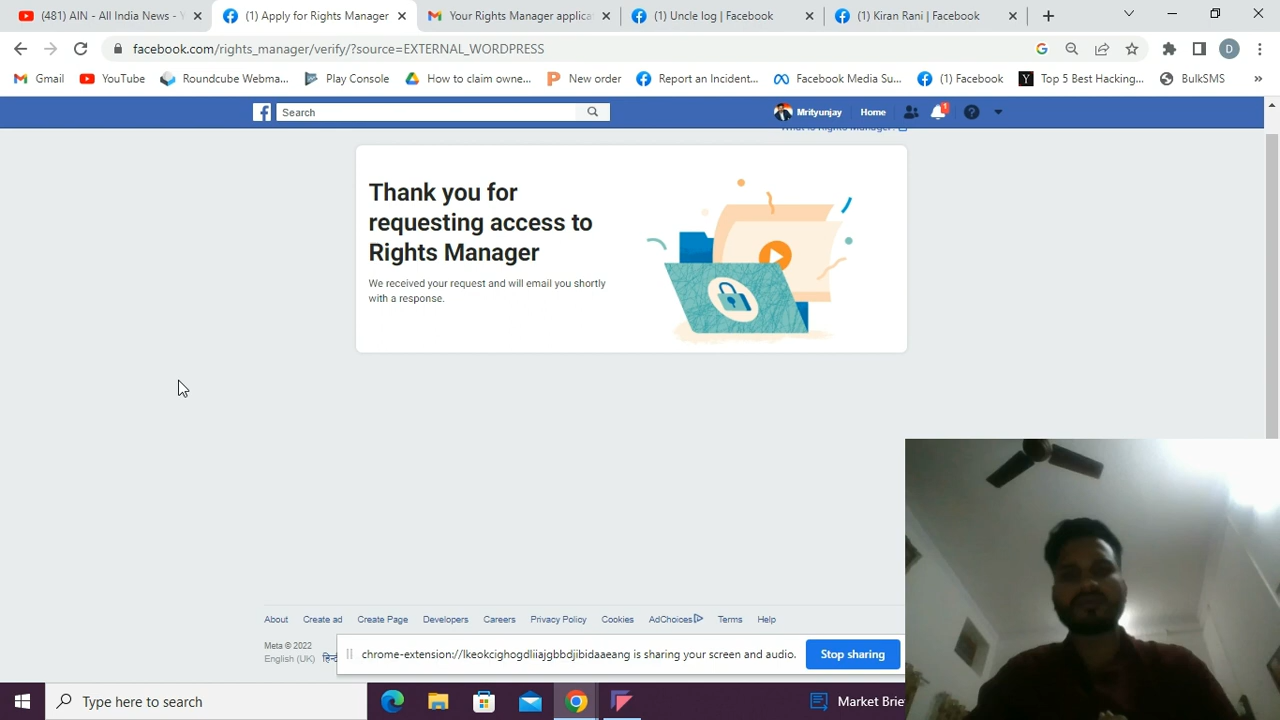 (481) AIN - All India News - Y
(1) Apply for Rights Manager
Your Rights Manager applica
(1) Uncle log | Facebook
(1) Kiran Rani | Facebook
facebook.com/rights_manager/verify/?source=EXTERNAL_WORDPRESS
D
Gmail
YouTube
Roundcube Webma...
Play Console
How to claim owne...
New order
Report an Incident...
Facebook Media Su...
(1) Facebook
Top 5 Best Hacking...
BulkSMS
Search
Mrityunjay
Home
1
What is Rights Manager?
Thank you for
requesting access to
Rights Manager
We received your request and will email you shortly
with a response.
About
Create ad
Create Page
Developers
Careers
Privacy Policy
Cookies
AdChoices
Terms
Help
Meta © 2022
English (UK)
chrome-extension://lkeokcighogdliiajgbbdjibidaaeang is sharing your screen and audio.
Stop sharing
Type here to search
Market Brie